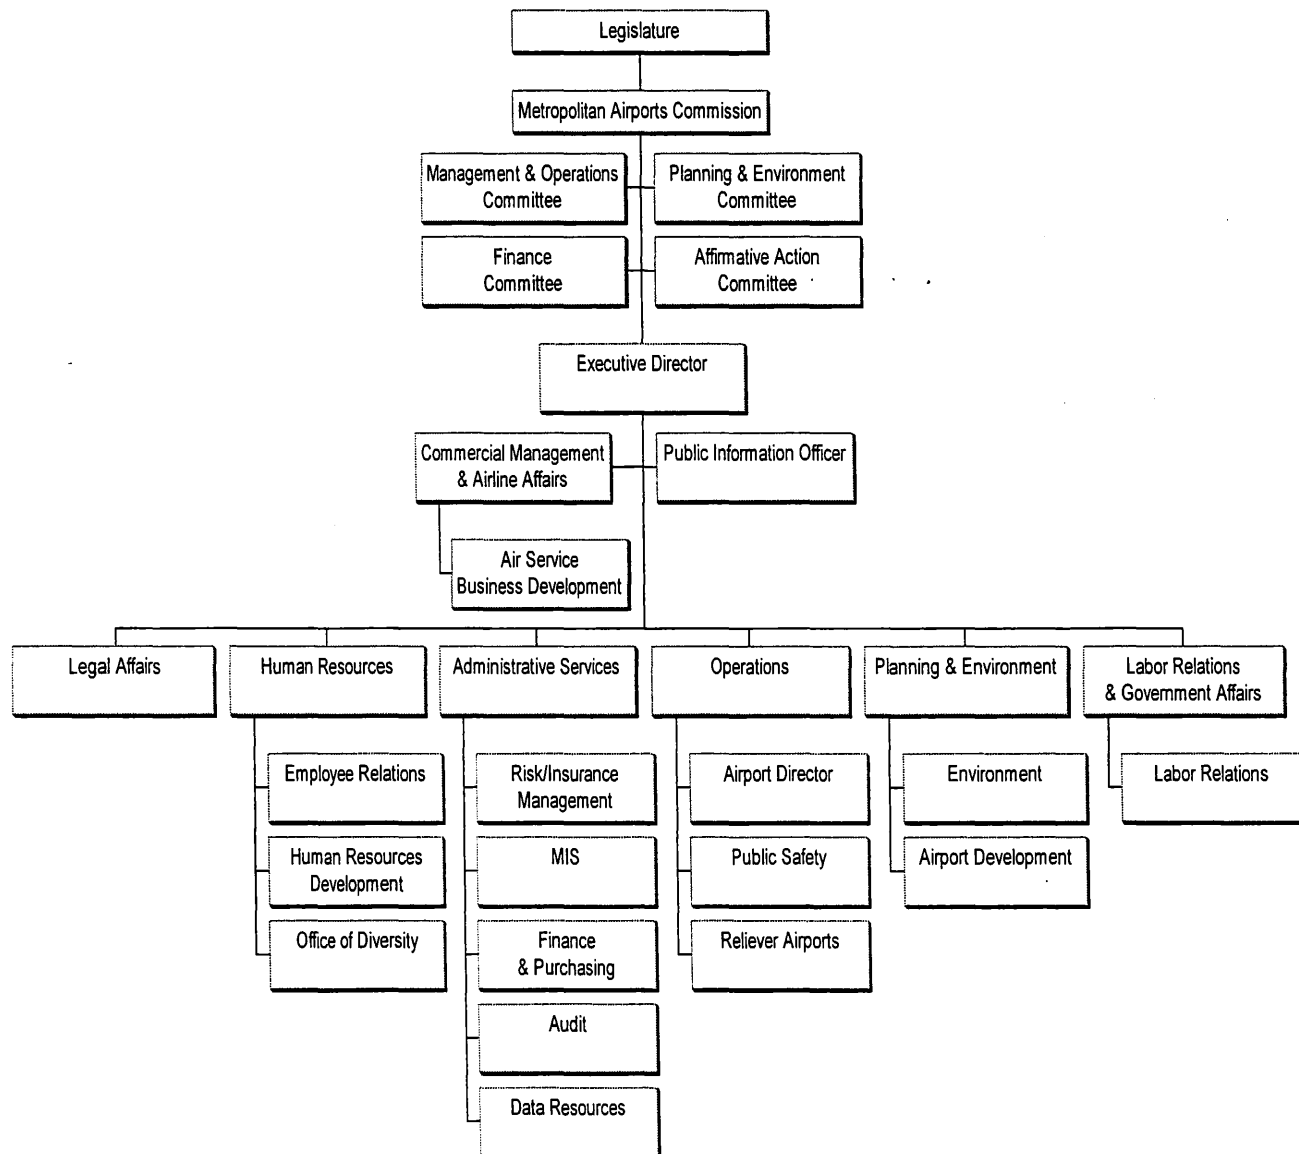 Legislature
Metropolitan Airports Commission
Management & Operations
Committee
Planning & Environment
Committee
Finance
Committee
Affirmative Action
Committee
Executive Director
Commercial Management
& Airline Affairs
Public Information Officer
Air Service
Business Development
Legal Affairs
Human Resources
Administrative Services
Operations
Planning & Environment
Labor Relations
& Government Affairs
Employee Relations
Human Resources
Development
Office of Diversity
Risk/Insurance
Management
MIS
Finance
& Purchasing
Audit
Data Resources
Airport Director
Public Safety
Reliever Airports
Environment
Airport Development
Labor Relations